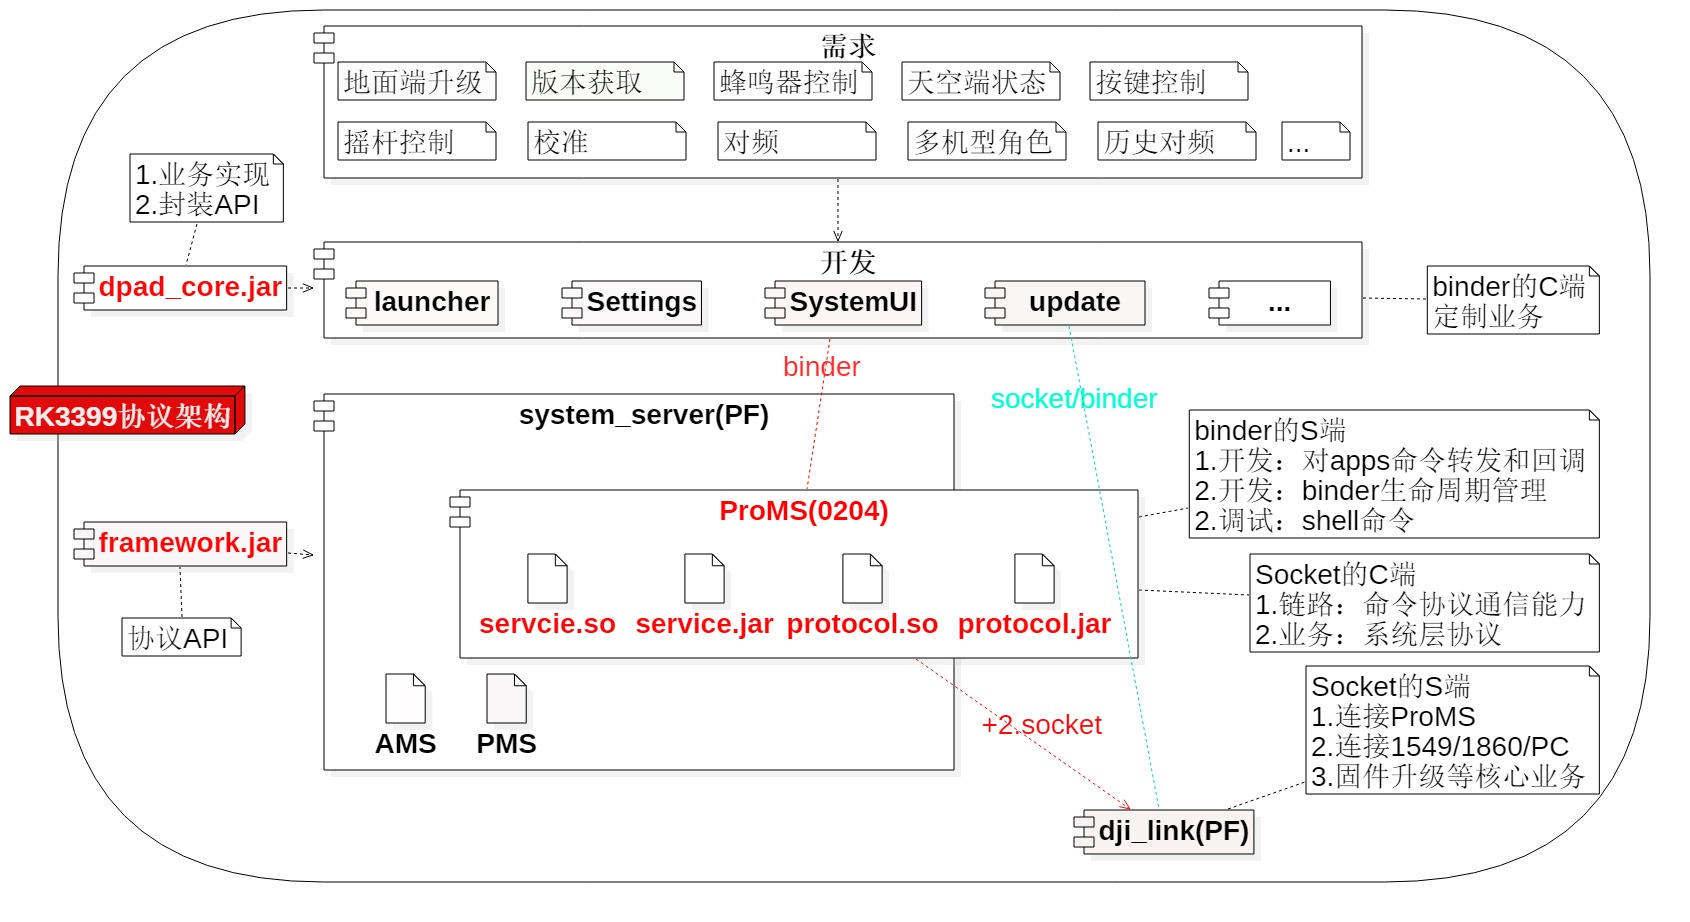 需求
地面端升级
版本获取
蜂鸣器控制
天空端状态
按键控制
摇杆控制
校准
对频
多机型角色
历史对频
...
1.业务实现
2.封装API
dpad_core.jar
开发
launcher
Settings
SystemUI
update
...
binder的C端
定制业务
binder
socket/binder
RK3399协议架构
system_server(PF)
binder的S端
1.开发：对apps命令转发和回调
2.开发：binder生命周期管理
2.调试：shell命令
ProMS(0204)
framework.jar
servcie.so
service.jar
protocol.so
protocol.jar
Socket的C端
1.链路：命令协议通信能力
2.业务：系统层协议
协议API
AMS
PMS
+2.socket
Socket的S端
1.连接ProMS
2.连接1549/1860/PC
3.固件升级等核心业务
dji_link(PF)